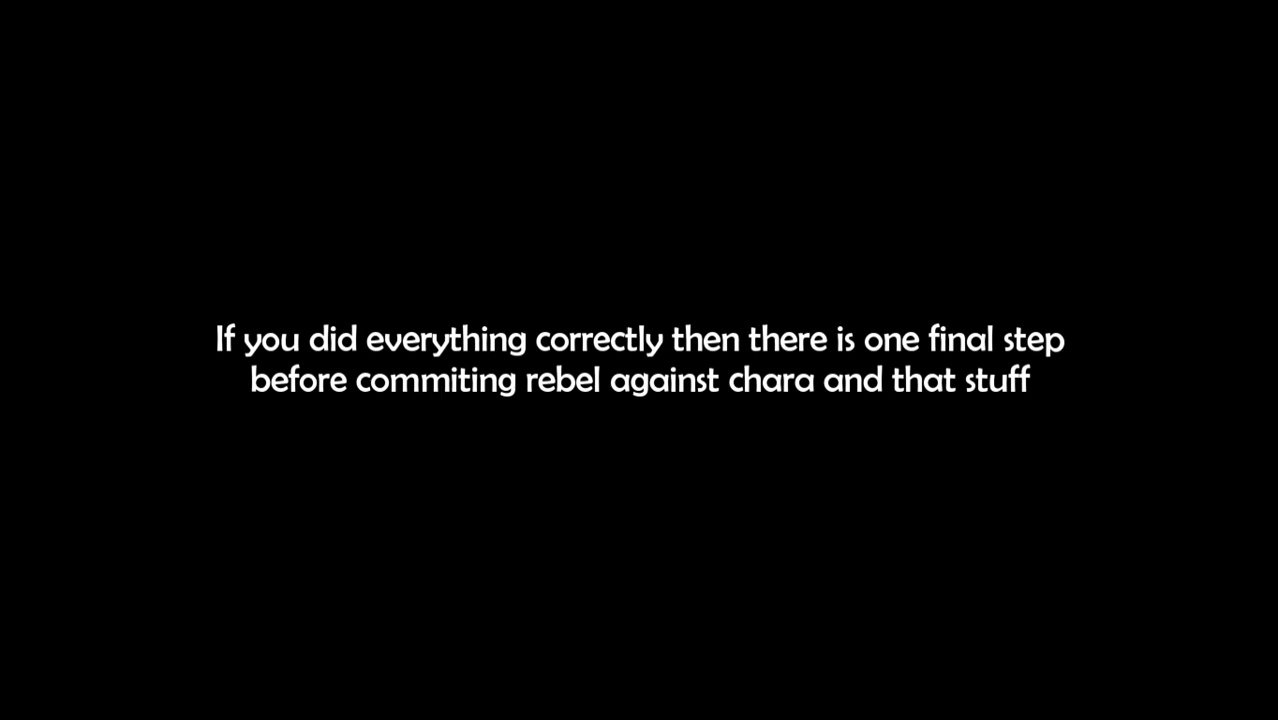 If you did everything correctly then there is one final step
before commiting rebel against chara and that stuff